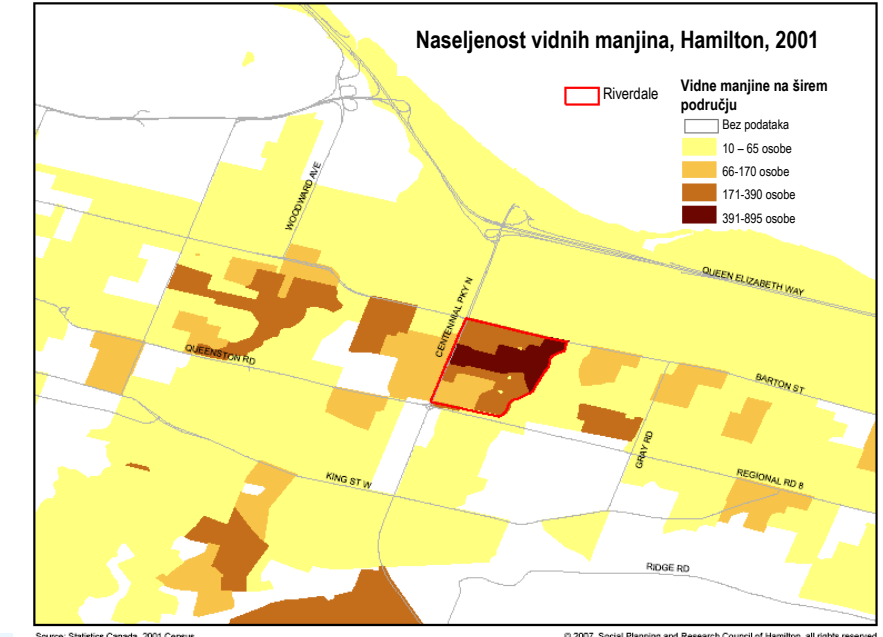 Naseljenost vidnih manjina, Hamilton, 2001
Riverdale
Vidne manjine na širem
području
Bez podataka
10 – 65 osobe
66-170 osobe
171-390 osobe
391-895 osobe
WOODWARD AVE
QUEEN ELIZABETH WAY
CENTENNIAL PKY N
QUEENSTON RD
BARTON ST
GRAY RD
KING ST W
REGIONAL RD 8
RIDGE RD
Source: Statistics Canada, 2001 Census
© 2007, Social Planning and Research Council of Hamilton, all rights reserved